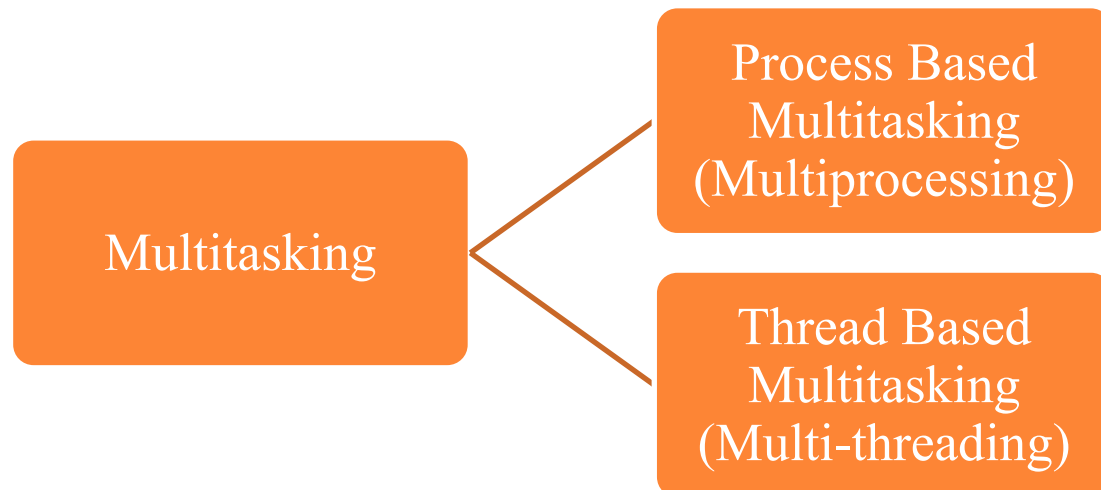 Multitasking
Process Based
Multitasking
(Multiprocessing)
Thread Based
Multitasking
(Multi-threading)